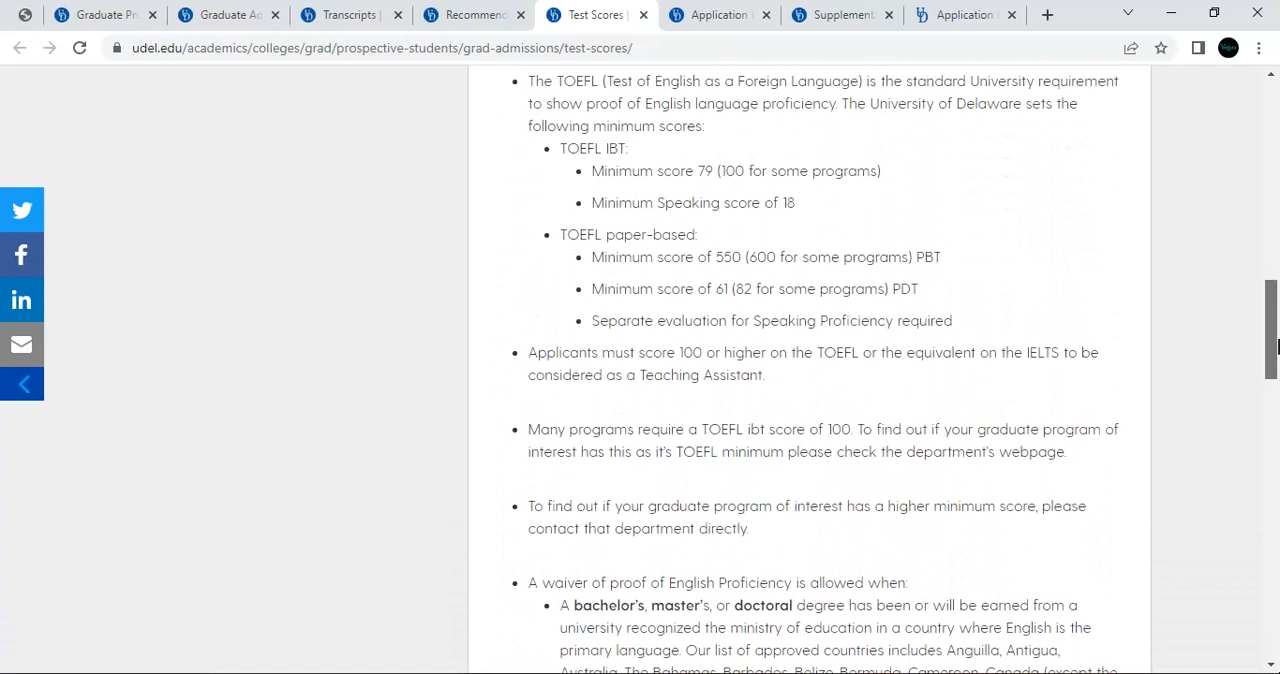 Graduate Pr
Graduate Ad
Transcripts |
Recommend
Test Scores |
Application
Supplement
Application
udel.edu/academics/colleges/grad/prospective-students/grad-admissions/test-scores/
• The TOEFL (Test of English as a Foreign Language) is the standard University requirement
to show proof of English language proficiency. The University of Delaware sets the
following minimum scores:
• TOEFL IBT:
• Minimum score 79 (100 for some programs)
• Minimum Speaking score of 18
• TOEFL paper-based:
• Minimum score of 550 (600 for some programs) PBT
• Minimum score of 61 (82 for some programs) PDT
• Separate evaluation for Speaking Proficiency required
• Applicants must score 100 or higher on the TOEFL or the equivalent on the IELTS to be
considered as a Teaching Assistant.
• Many programs require a TOEFL ibt score of 100. To find out if your graduate program of
interest has this as it's TOEFL minimum please check the department's webpage.
• To find out if your graduate program of interest has a higher minimum score, please
contact that department directly.
• A waiver of proof of English Proficiency is allowed when:
• A bachelor's, master's, or doctoral degree has been or will be earned from a
university recognized the ministry of education in a country where English is the
primary language. Our list of approved countries includes Anguilla, Antigua,
Australia, The Bahamas, Barbados, Belize, Bermuda, Cameroon, Canada (except the